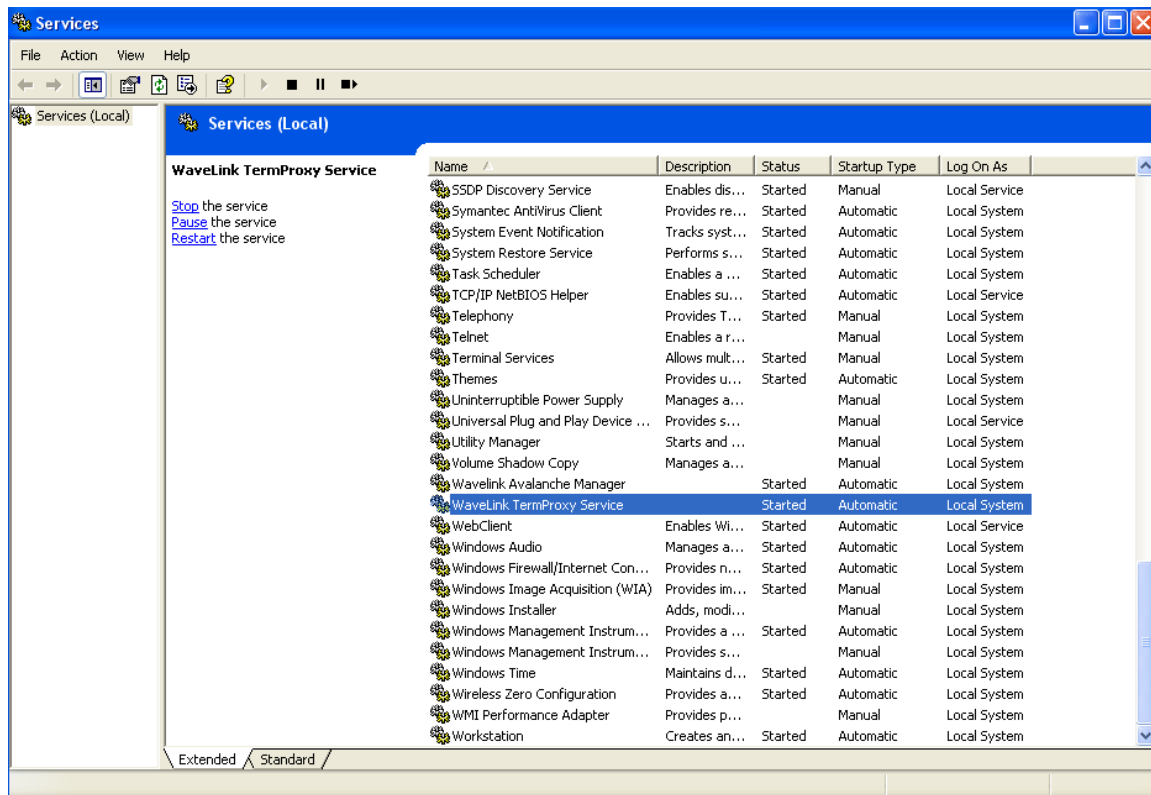 Services
File Action View Help
Services (Local)
Services (Local)
WaveLink TermProxy Service
Stop the service
Pause the service
Restart the service
Name Description Status Startup Type Log On As
SSDP Discovery Service Enables dis... Started Manual Local Service
Symantec AntiVirus Client Provides re... Started Automatic Local System
System Event Notification Tracks syst... Started Automatic Local System
System Restore Service Performs s... Started Automatic Local System
Task Scheduler Enables a ... Started Automatic Local System
TCP/IP NetBIOS Helper Enables su... Started Automatic Local Service
Telephony Provides T... Started Manual Local System
Telnet Enables a r... Manual Local System
Terminal Services Allows mult... Started Manual Local System
Themes Provides u... Started Automatic Local System
Uninterruptible Power Supply Manages a... Manual Local System
Universal Plug and Play Device ... Provides s... Manual Local Service
Utility Manager Starts and ... Manual Local System
Volume Shadow Copy Manages a... Manual Local System
Wavelink Avalanche Manager Started Automatic Local System
WaveLink TermProxy Service Started Automatic Local System
WebClient Enables Wi... Started Automatic Local Service
Windows Audio Manages a... Started Automatic Local System
Windows Firewall/Internet Con... Provides n... Started Automatic Local System
Windows Image Acquisition (WIA) Provides im... Started Manual Local System
Windows Installer Adds, modi... Manual Local System
Windows Management Instrum... Provides a ... Started Automatic Local System
Windows Management Instrum... Provides s... Manual Local System
Windows Time Maintains d... Started Automatic Local System
Wireless Zero Configuration Provides a... Started Automatic Local System
WMI Performance Adapter Provides p... Manual Local System
Workstation Creates an... Started Automatic Local System
Extended Standard